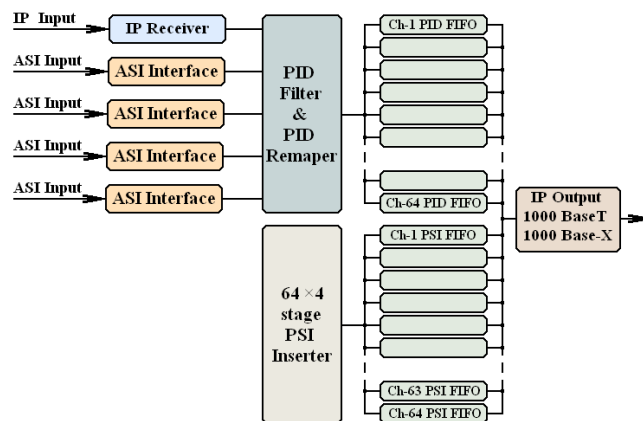 IP Input
IP Receiver
ASI Input
ASI Interface
ASI Input
ASI Interface
ASI Input
ASI Interface
ASI Input
ASI Interface
PID
Filter
&
PID
Remaper
Ch-1 PID FIFO
Ch-64 PID FIFO
64 ×4
stage
PSI
Inserter
Ch-1 PSI FIFO
Ch-63 PSI FIFO
Ch-64 PSI FIFO
IP Output
1000 BaseT
1000 Base-X